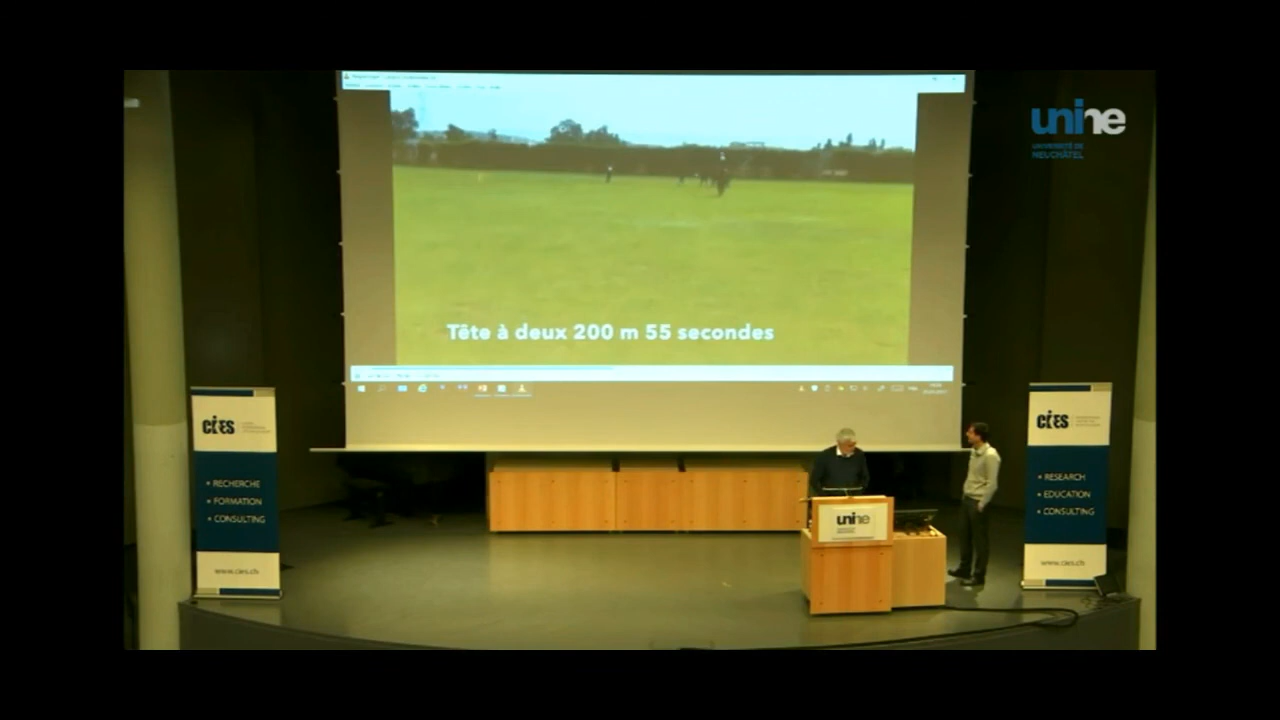 unine
UNIVERSITÉ DE
NEUCHÂTEL
Tête à deux 200 m 55 secondes
CIES
• RECHERCHE
• FORMATION
• CONSULTING
www.cies.ch
unine
CIES
• RESEARCH
• EDUCATION
• CONSULTING
www.cies.ch